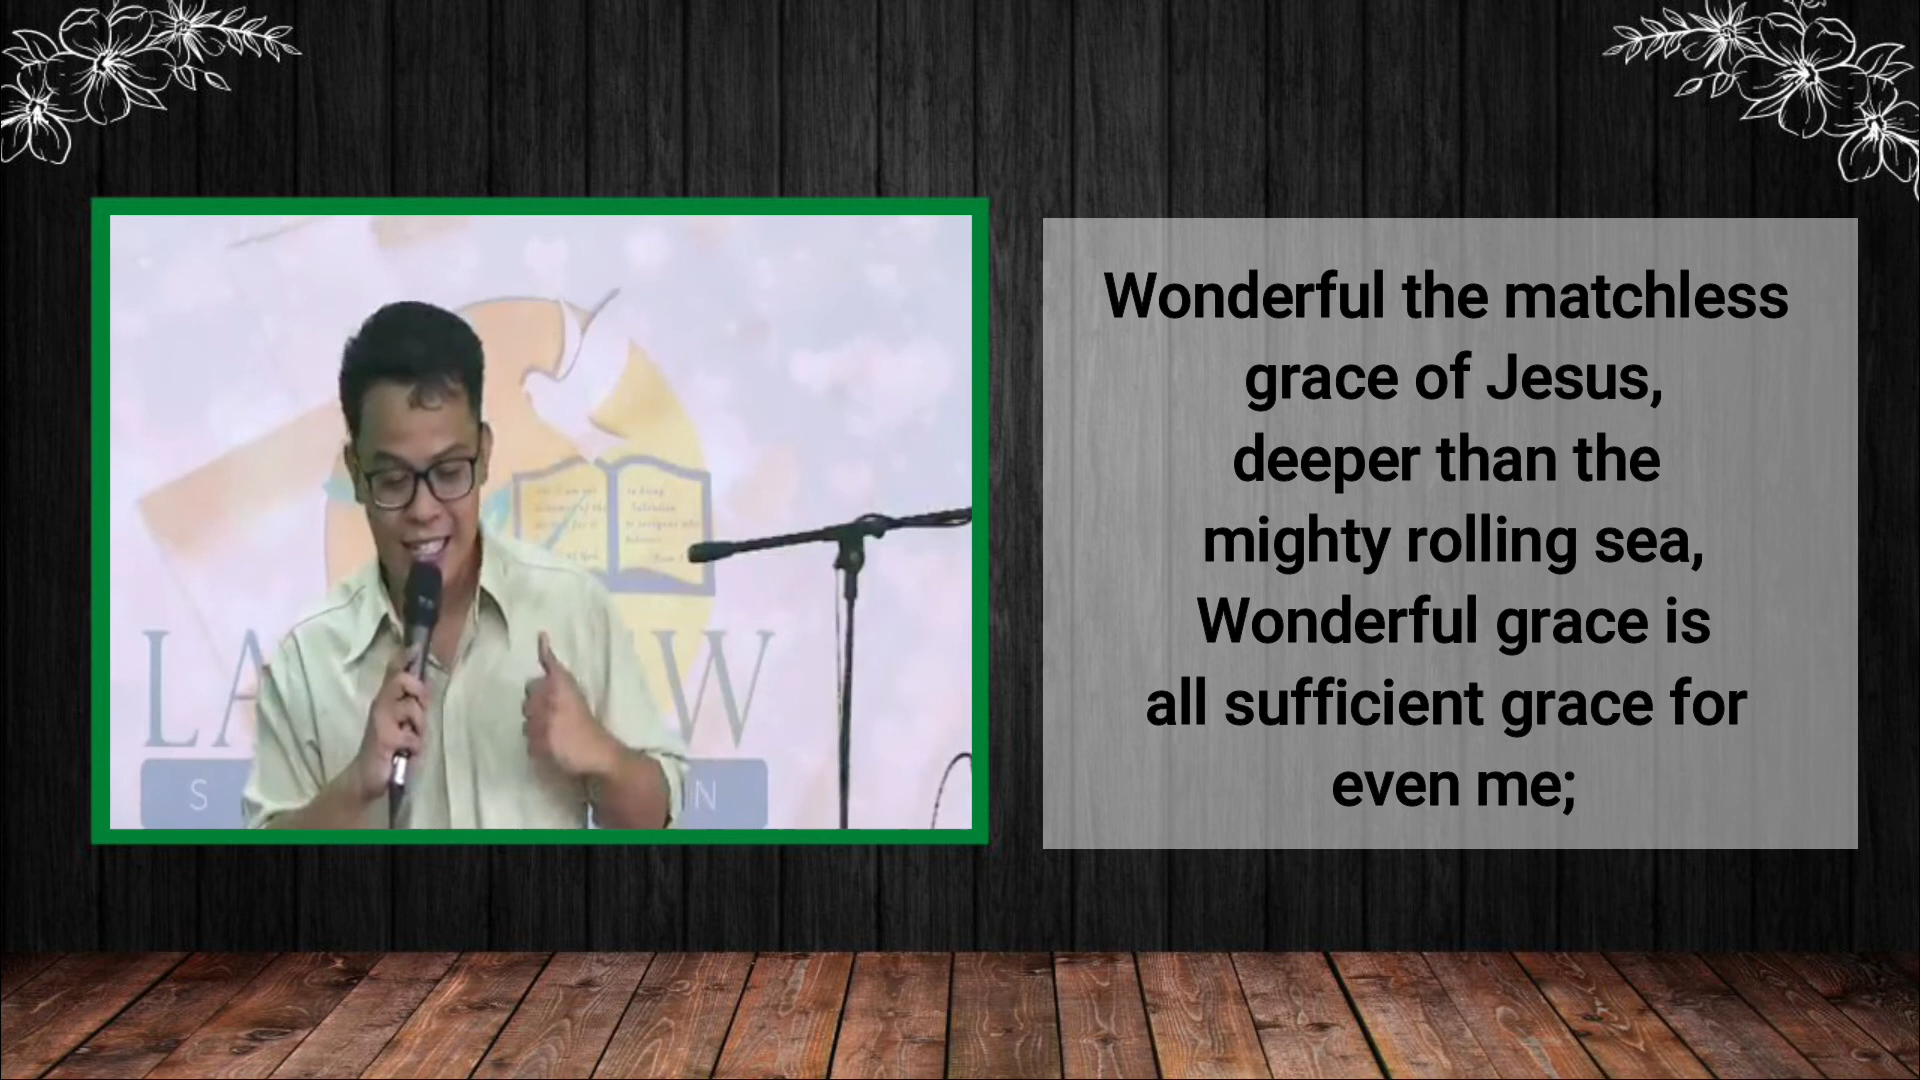 Wonderful the matchless
grace of Jesus,
deeper than the
mighty rolling sea,
Wonderful grace is
all sufficient grace for
even me;
LA W
S N